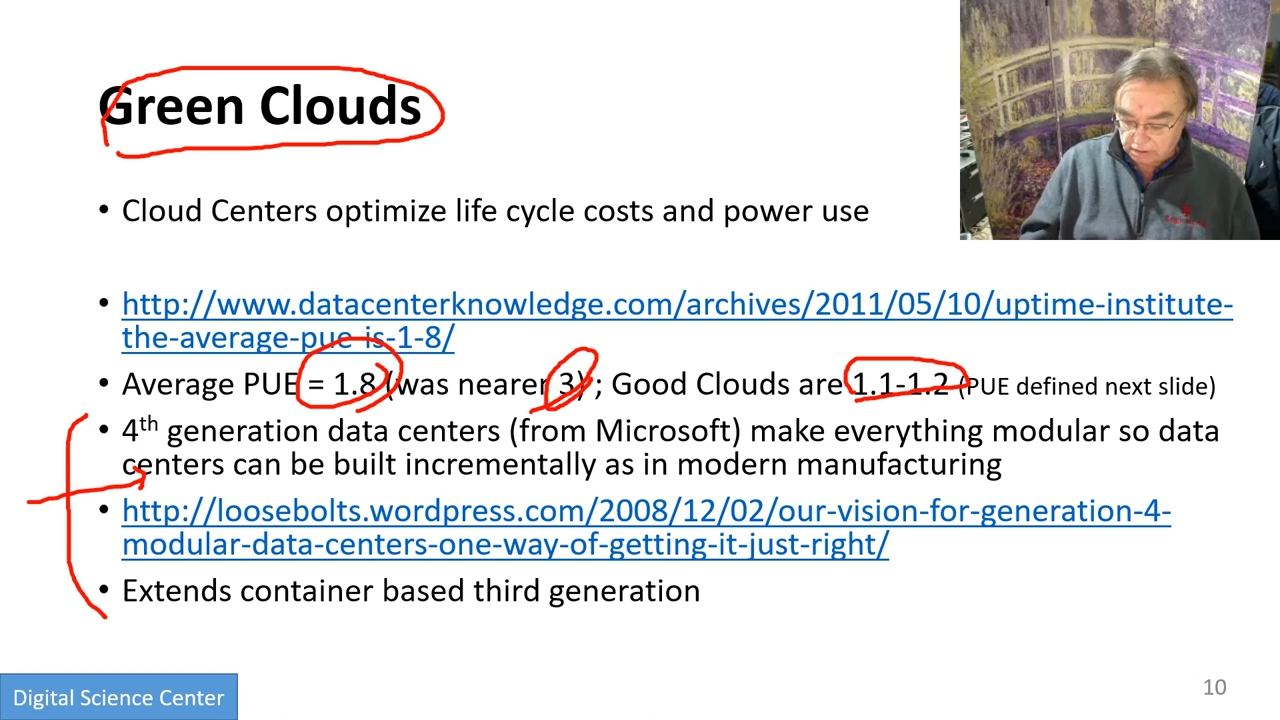 Green Clouds
• Cloud Centers optimize life cycle costs and power use
• http://www.datacenterknowledge.com/archives/2011/05/10/uptime-institute-
the-average-pue-is-1-8/
• Average PUE = 1.8 (was nearer 3) ; Good Clouds are 1.1-1.2 (PUE defined next slide)
• 4th generation data centers (from Microsoft) make everything modular so data
centers can be built incrementally as in modern manufacturing
• http://loosebolts.wordpress.com/2008/12/02/our-vision-for-generation-4-
modular-data-centers-one-way-of-getting-it-just-right/
• Extends container based third generation
Digital Science Center
10